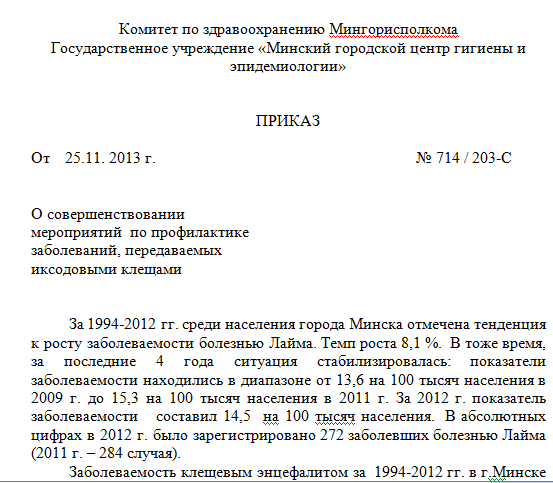 Комитет по здравоохранению Мингорисполкома
Государственное учреждение «Минский городской центр гигиены и
эпидемиологии»
ПРИКАЗ
От 25.11. 2013 г. № 714 / 203-С
О совершенствовании
мероприятий по профилактике
заболеваний, передаваемых
иксодовыми клещами
За 1994-2012 гг. среди населения города Минска отмечена тенденция
к росту заболеваемости болезнью Лайма. Темп роста 8,1 %. В тоже время,
за последние 4 года ситуация стабилизировалась: показатели
заболеваемости находились в диапазоне от 13,6 на 100 тысяч населения в
2009 г. до 15,3 на 100 тысяч населения в 2011 г. За 2012 г. показатель
заболеваемости составил 14,5 на 100 тысяч населения. В абсолютных
цифрах в 2012 г. было зарегистрировано 272 заболевших болезнью Лайма
(2011 г. – 284 случая).
Заболеваемость клещевым энцефалитом за 1994-2012 гг. в г.Минске